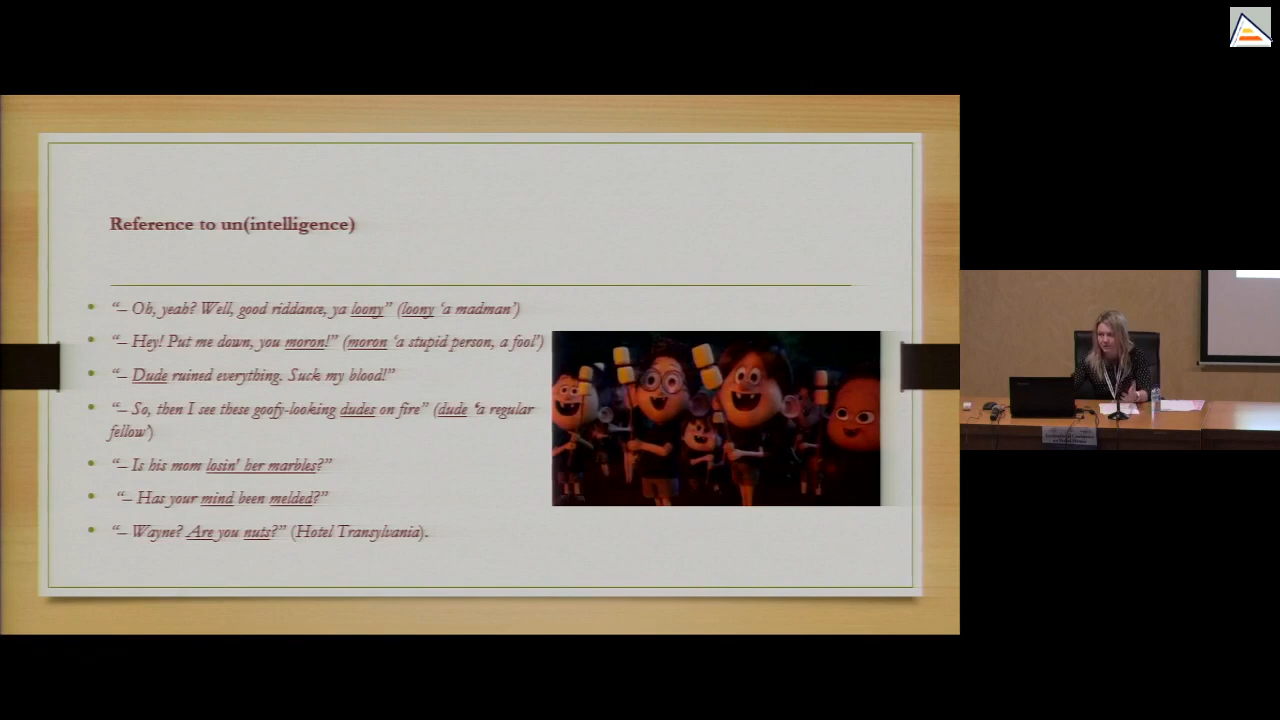 Reference to un(intelligence)
“– Oh, yeah? Well, good riddance, ya loony” (loony ‘a madman’)
“– Hey! Put me down, you moron!” (moron ‘a stupid person, a fool’)
“– Dude ruined everything. Suck my blood!”
“– So, then I see these goofy-looking dudes on fire” (dude ‘a regular
fellow’)
“– Is his mom losin' her marbles?”
“– Has your mind been melded?”
“– Wayne? Are you nuts?” (Hotel Transylvania).